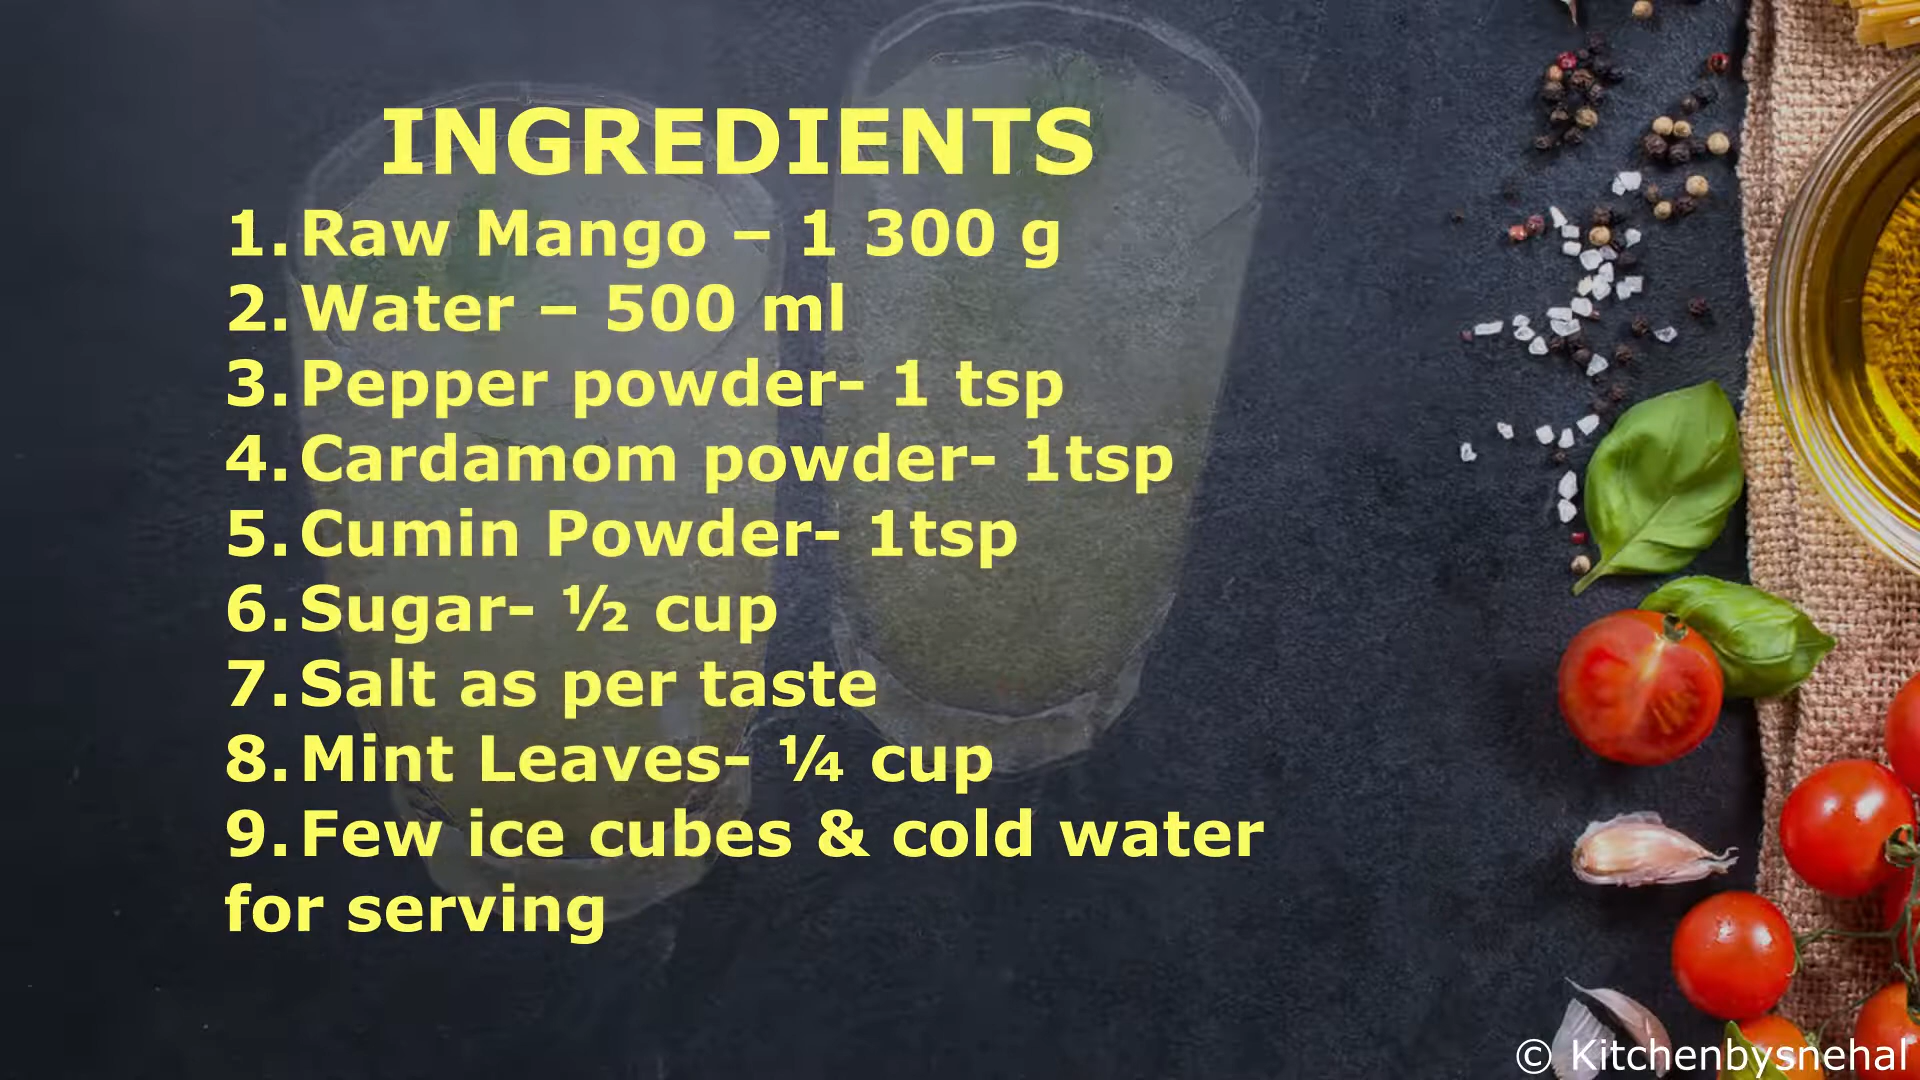 INGREDIENTS
1. Raw Mango – 1 300 g
2. Water – 500 ml
3. Pepper powder- 1 tsp
4. Cardamom powder- 1tsp
5. Cumin Powder- 1tsp
6. Sugar- ½ cup
7. Salt as per taste
8. Mint Leaves- ¼ cup
9. Few ice cubes & cold water
for serving
© Kitchenbysnehal